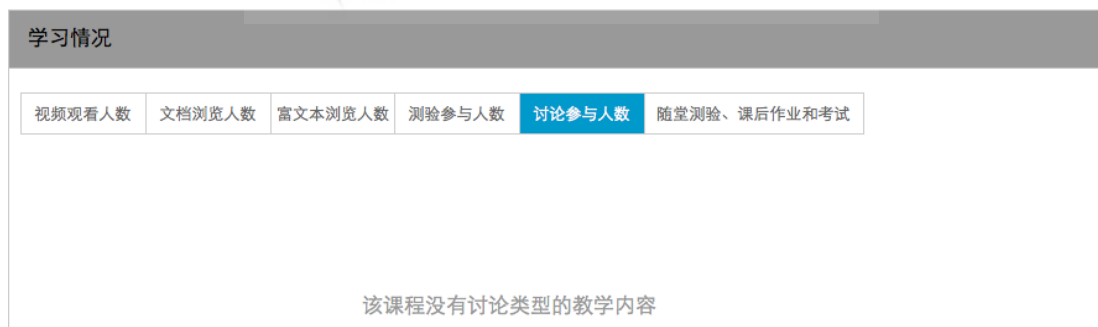 学习情况
视频观看人数 文档浏览人数 富文本浏览人数 测验参与人数 讨论参与人数 随堂测验、课后作业和考试
该课程没有讨论类型的教学内容